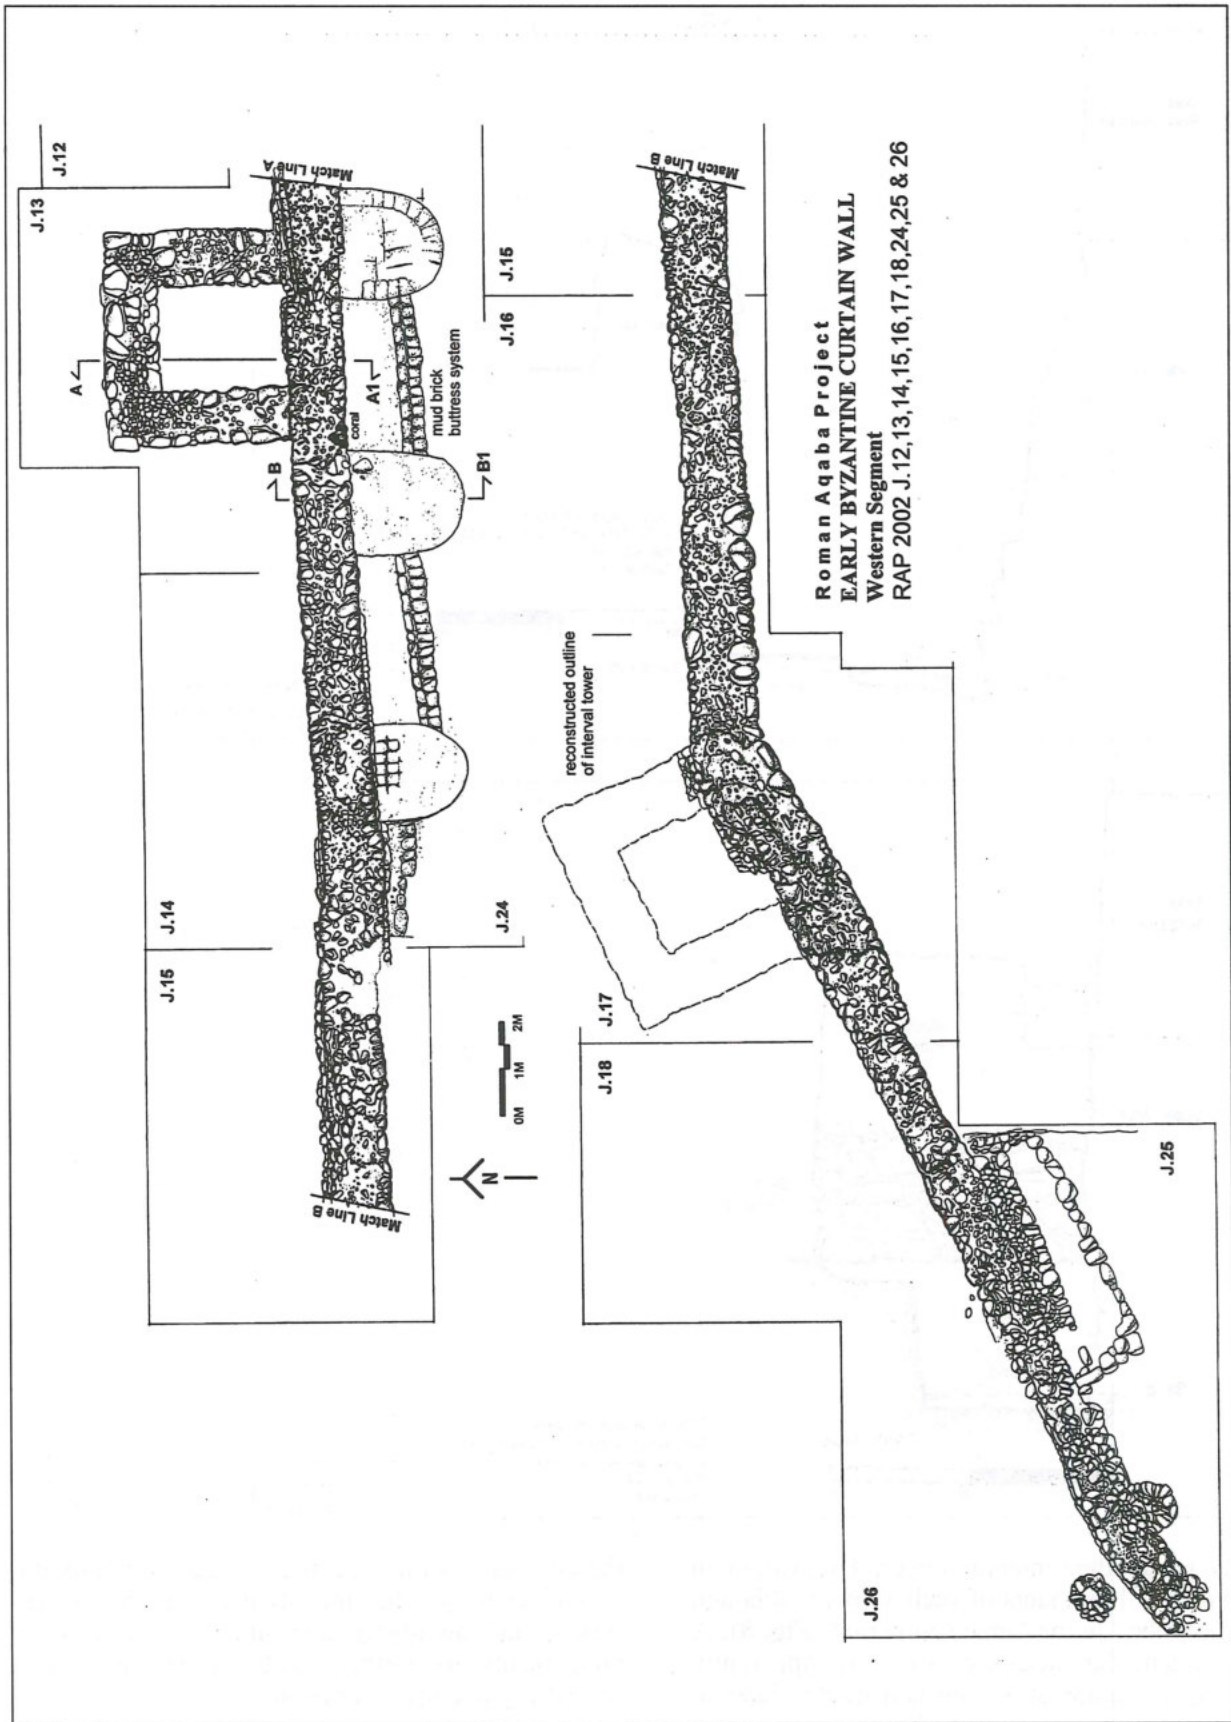 J.12
J.13
Match Line A
A
A1
coral
mud brick
buttress system
B
B1
J.15
J.16
J.14
J.24
J.15
Match Line B
0M 1M 2M
N
Match Line B
reconstructed outline
of interval tower
J.17
J.18
J.25
J.26
Roman Aqaba Project
EARLY BYZANTINE CURTAIN WALL
Western Segment
RAP 2002 J.12,13,14,15,16,17,18,24,25 & 26